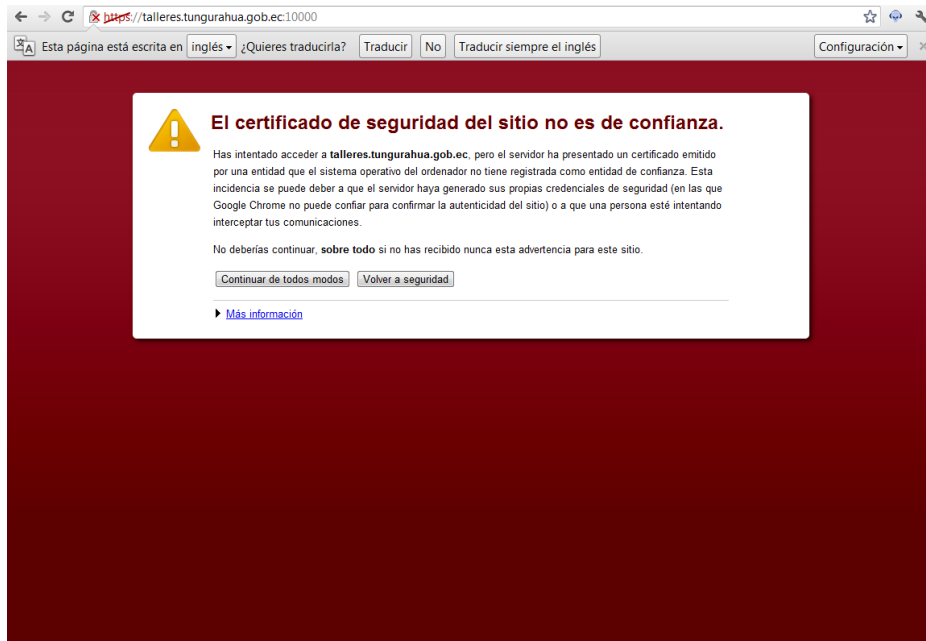 https://talleres.tungurahua.gob.ec:10000
Esta página está escrita en inglés ¿Quieres traducirla? Traducir No Traducir siempre el inglés Configuración
El certificado de seguridad del sitio no es de confianza.
Has intentado acceder a talleres.tungurahua.gob.ec, pero el servidor ha presentado un certificado emitido
por una entidad que el sistema operativo del ordenador no tiene registrada como entidad de confianza. Esta
incidencia se puede deber a que el servidor haya generado sus propias credenciales de seguridad (en las que
Google Chrome no puede confiar para confirmar la autenticidad del sitio) o a que una persona esté intentando
interceptar tus comunicaciones.
No deberías continuar, sobre todo si no has recibido nunca esta advertencia para este sitio.
Continuar de todos modos Volver a seguridad
Más información